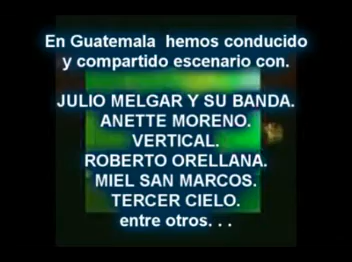 En Guatemala hemos conducido
y compartido escenario con.
JULIO MELGAR Y SU BANDA.
ANETTE MORENO.
VERTICAL.
ROBERTO ORELLANA.
MIEL SAN MARCOS.
TERCER CIELO.
entre otros. . .